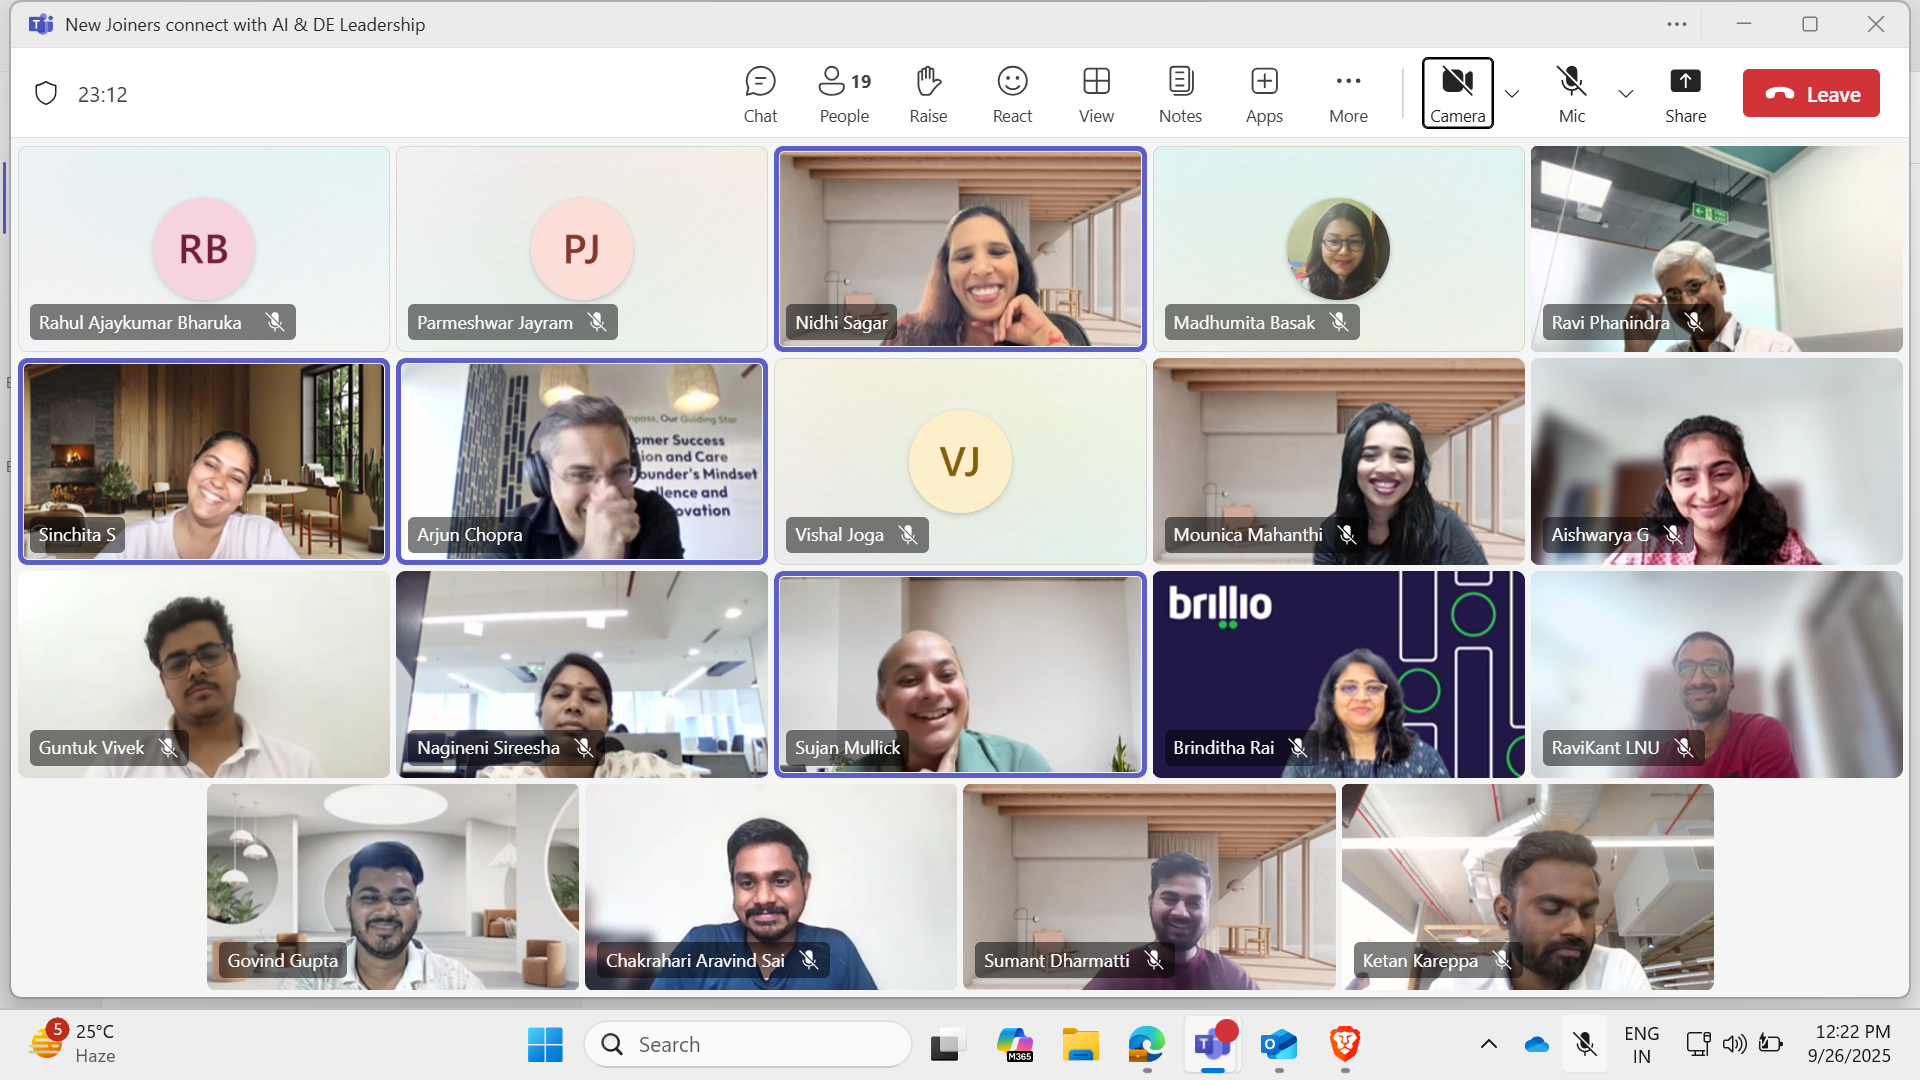 New Joiners connect with AI & DE Leadership
23:12
Chat
People 19
Raise
React
View
Notes
Apps
More
Camera
Mic
Share
Leave
RB
Rahul Ajaykumar Bharuka
PJ
Parmeshwar Jayram
Nidhi Sagar
Madhumita Basak
Ravi Phanindra
Sinchita S
Our Guiding Star
omer Success
ion and Care
ounder's Mindset
llence and
ovation
Arjun Chopra
VJ
Vishal Joga
Mounica Mahanthi
Aishwarya G
Guntuk Vivek
Nagineni Sireesha
Sujan Mullick
brillio
Brinditha Rai
RaviKant LNU
Govind Gupta
Chakrahari Aravind Sai
Sumant Dharmatti
Ketan Kareppa
5
25°C
Haze
Search
M365
ENG
IN
12:22 PM
9/26/2025